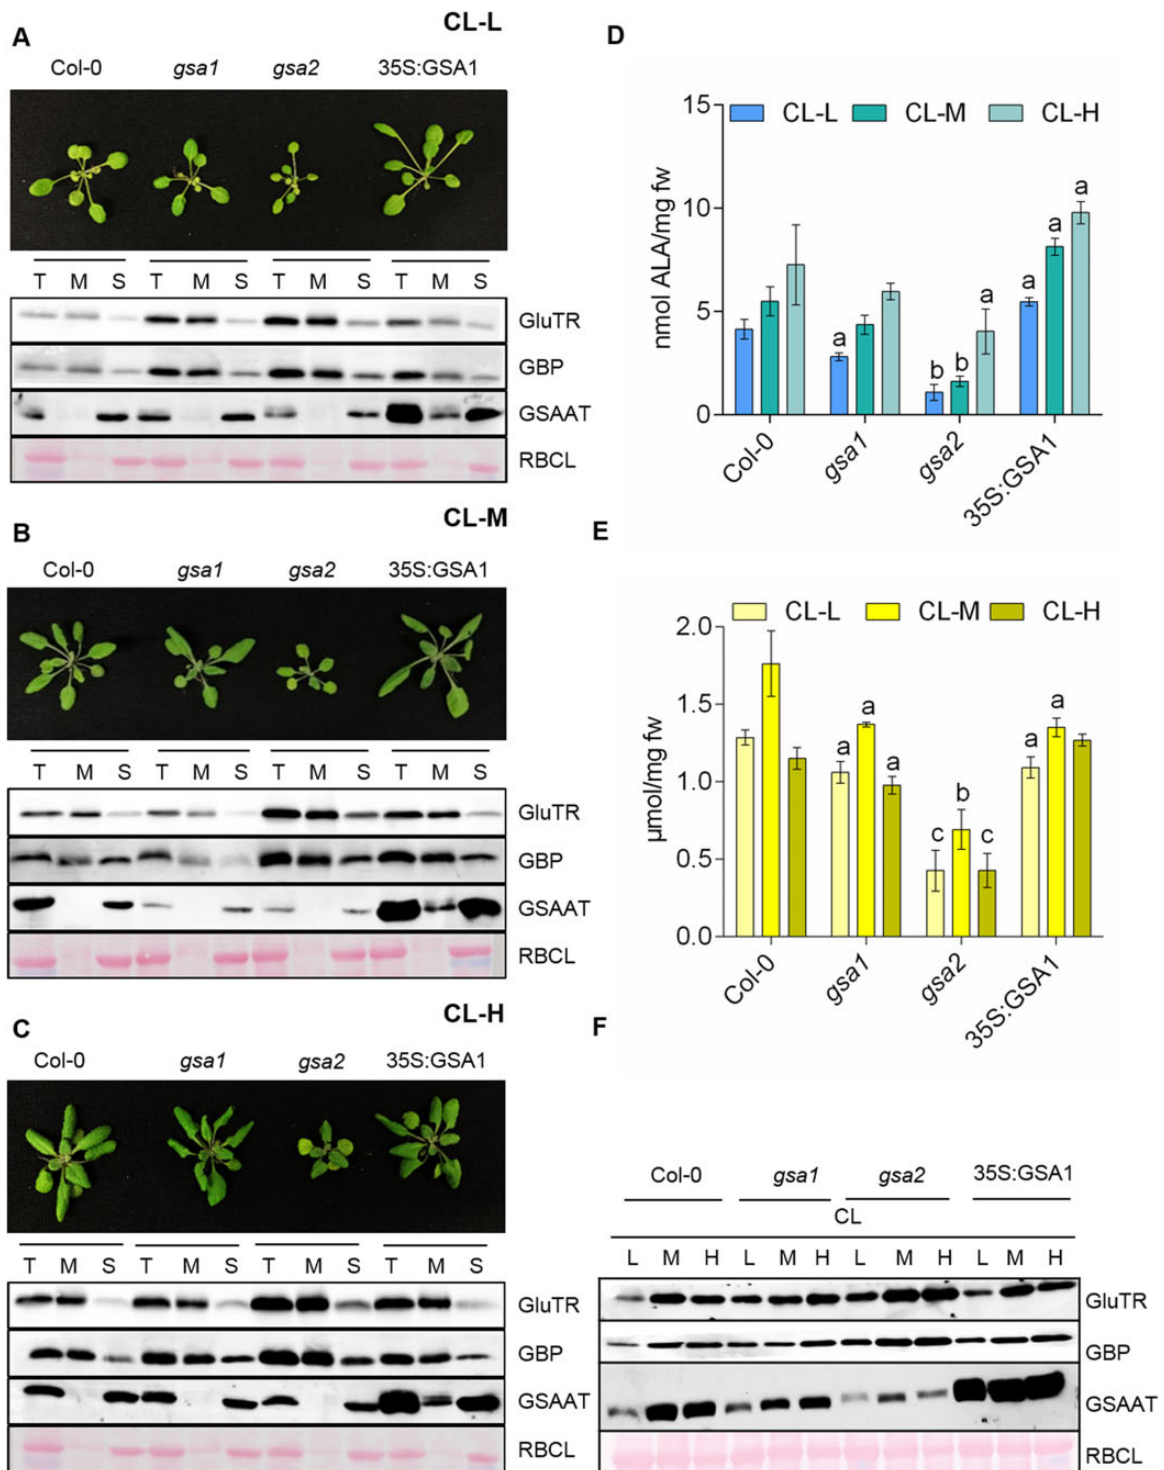 A
CL-L
Col-0 gsa1 gsa2 35S:GSA1
T M S T M S T M S T M S
GluTR
GBP
GSAAT
RBCL
B
CL-M
Col-0 gsa1 gsa2 35S:GSA1
T M S T M S T M S T M S
GluTR
GBP
GSAAT
RBCL
C
CL-H
Col-0 gsa1 gsa2 35S:GSA1
T M S T M S T M S T M S
GluTR
GBP
GSAAT
RBCL
D
CL-L CL-M CL-H
nmol ALA/mg fw
15
10
5
0
a
b b a
a a a
Col-0 gsa1 gsa2 35S:GSA1
E
CL-L CL-M CL-H
µmol/mg fw
2.0
1.5
1.0
0.5
0.0
a a a
c b c
a a
Col-0 gsa1 gsa2 35S:GSA1
F
Col-0 gsa1 gsa2 35S:GSA1
CL
L M H L M H L M H L M H
GluTR
GBP
GSAAT
RBCL